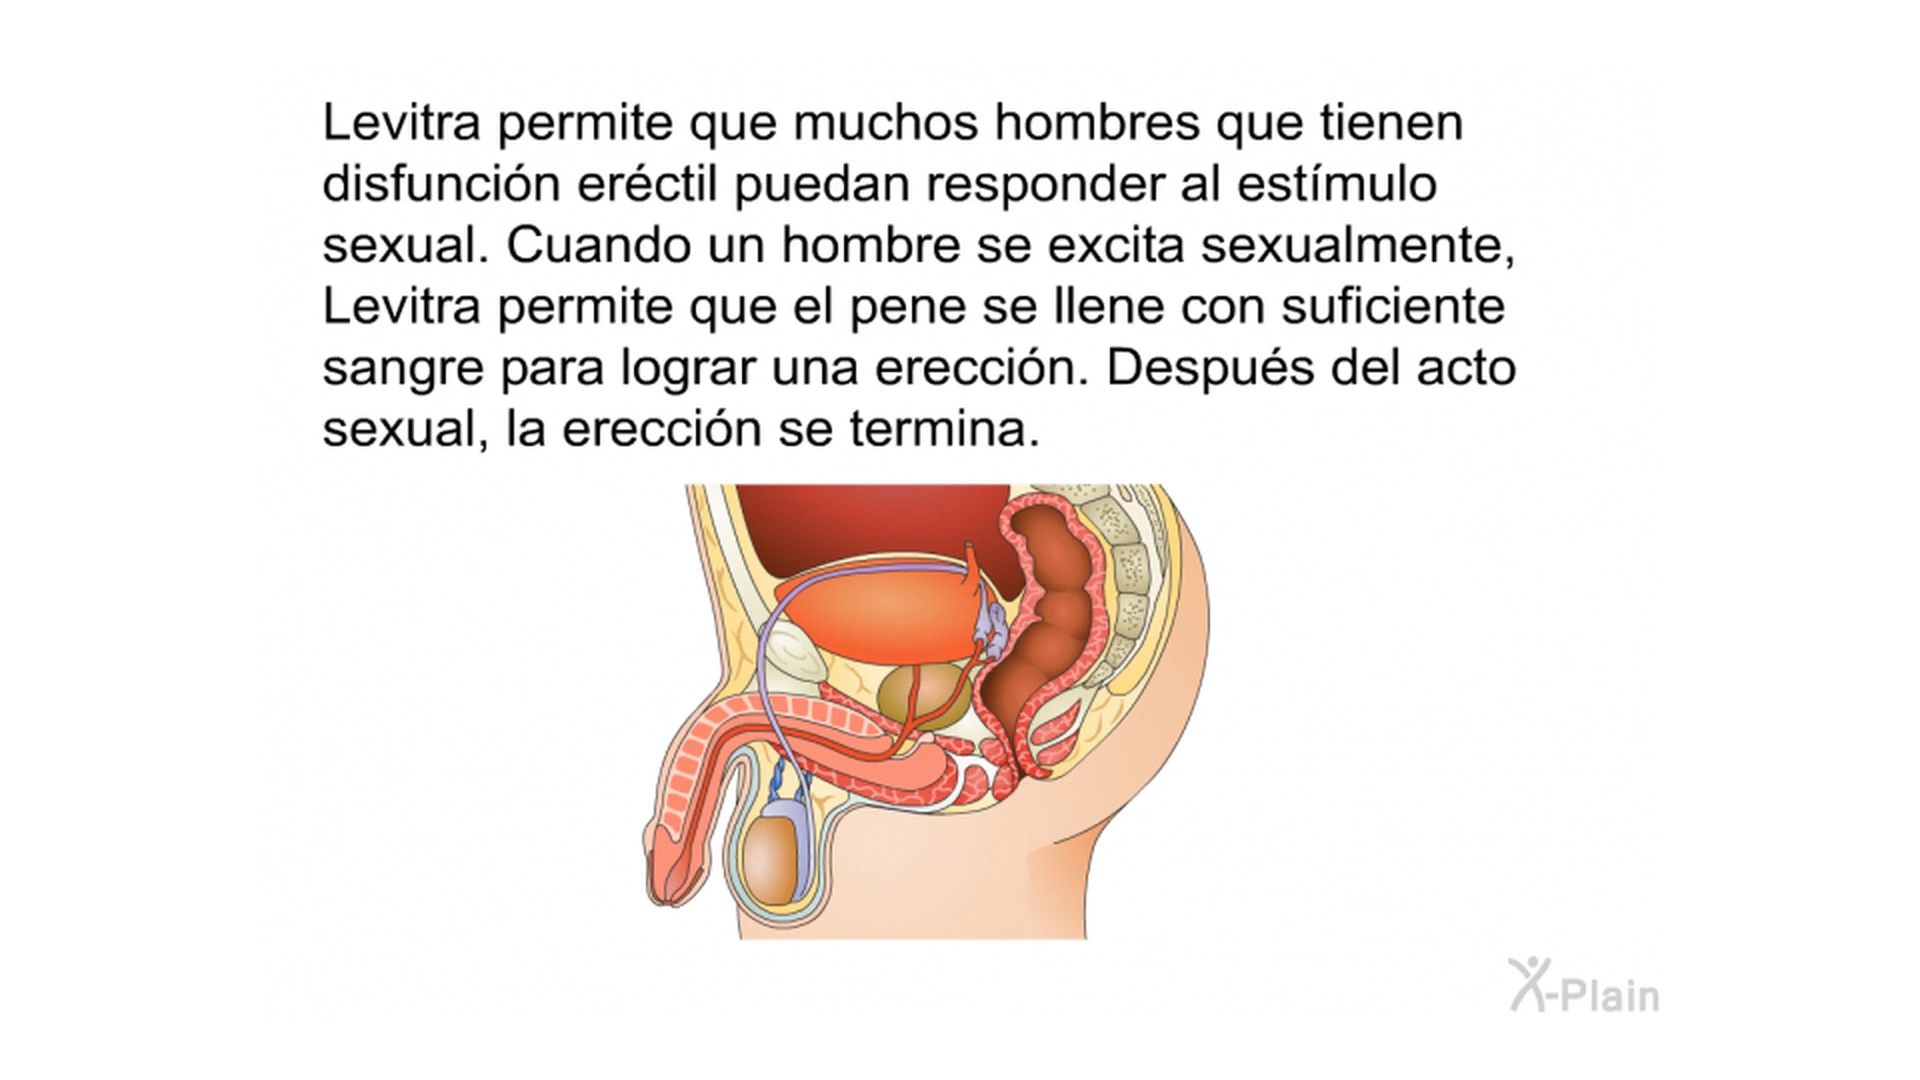 Levitra permite que muchos hombres que tienen
disfunción eréctil puedan responder al estímulo
sexual. Cuando un hombre se excita sexualmente,
Levitra permite que el pene se llene con suficiente
sangre para lograr una erección. Después del acto
sexual, la erección se termina.
X-Plain